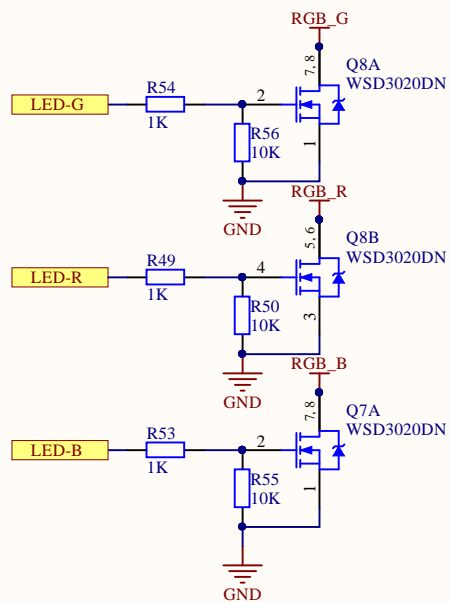 RGB_G
7, 8
Q8A
WSD3020DN
R54
LED-G
2
1K
R56
10K
1
GND
RGB_R
5, 6
Q8B
WSD3020DN
R49
LED-R
4
1K
R50
10K
3
GND
RGB_B
7, 8
Q7A
WSD3020DN
R53
LED-B
2
1K
R55
10K
1
GND